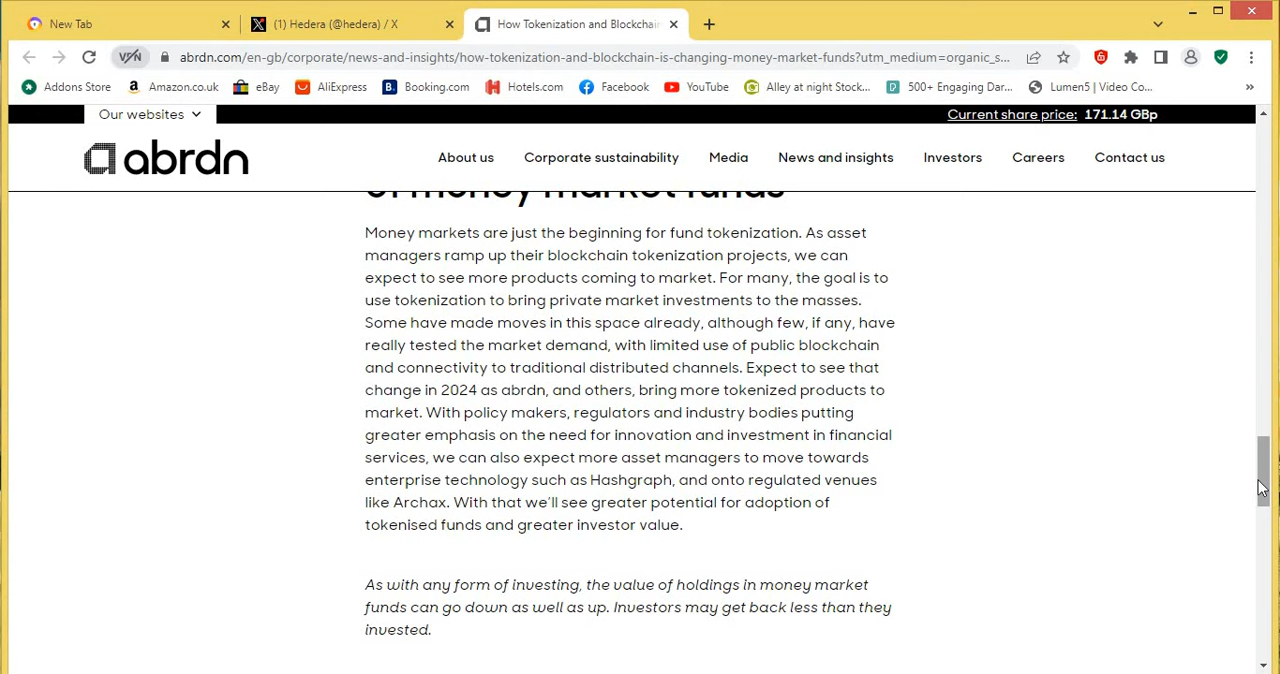 New Tab
(1) Hedera (@hedera) / X
How Tokenization and Blockchain
VPN
abrdn.com/en-gb/corporate/news-and-insights/how-tokenization-and-blockchain-is-changing-money-market-funds?utm_medium=organic_s...
Addons Store
Amazon.co.uk
eBay
AliExpress
Booking.com
Hotels.com
Facebook
YouTube
Alley at night Stock...
500+ Engaging Dar...
Lumen5 | Video Co...
Our websites
Current share price: 171.14 GBp
abrdn
About us
Corporate sustainability
Media
News and insights
Investors
Careers
Contact us
of money market funds
Money markets are just the beginning for fund tokenization. As asset
managers ramp up their blockchain tokenization projects, we can
expect to see more products coming to market. For many, the goal is to
use tokenization to bring private market investments to the masses.
Some have made moves in this space already, although few, if any, have
really tested the market demand, with limited use of public blockchain
and connectivity to traditional distributed channels. Expect to see that
change in 2024 as abrdn, and others, bring more tokenized products to
market. With policy makers, regulators and industry bodies putting
greater emphasis on the need for innovation and investment in financial
services, we can also expect more asset managers to move towards
enterprise technology such as Hashgraph, and onto regulated venues
like Archax. With that we'll see greater potential for adoption of
tokenised funds and greater investor value.
As with any form of investing, the value of holdings in money market
funds can go down as well as up. Investors may get back less than they
invested.